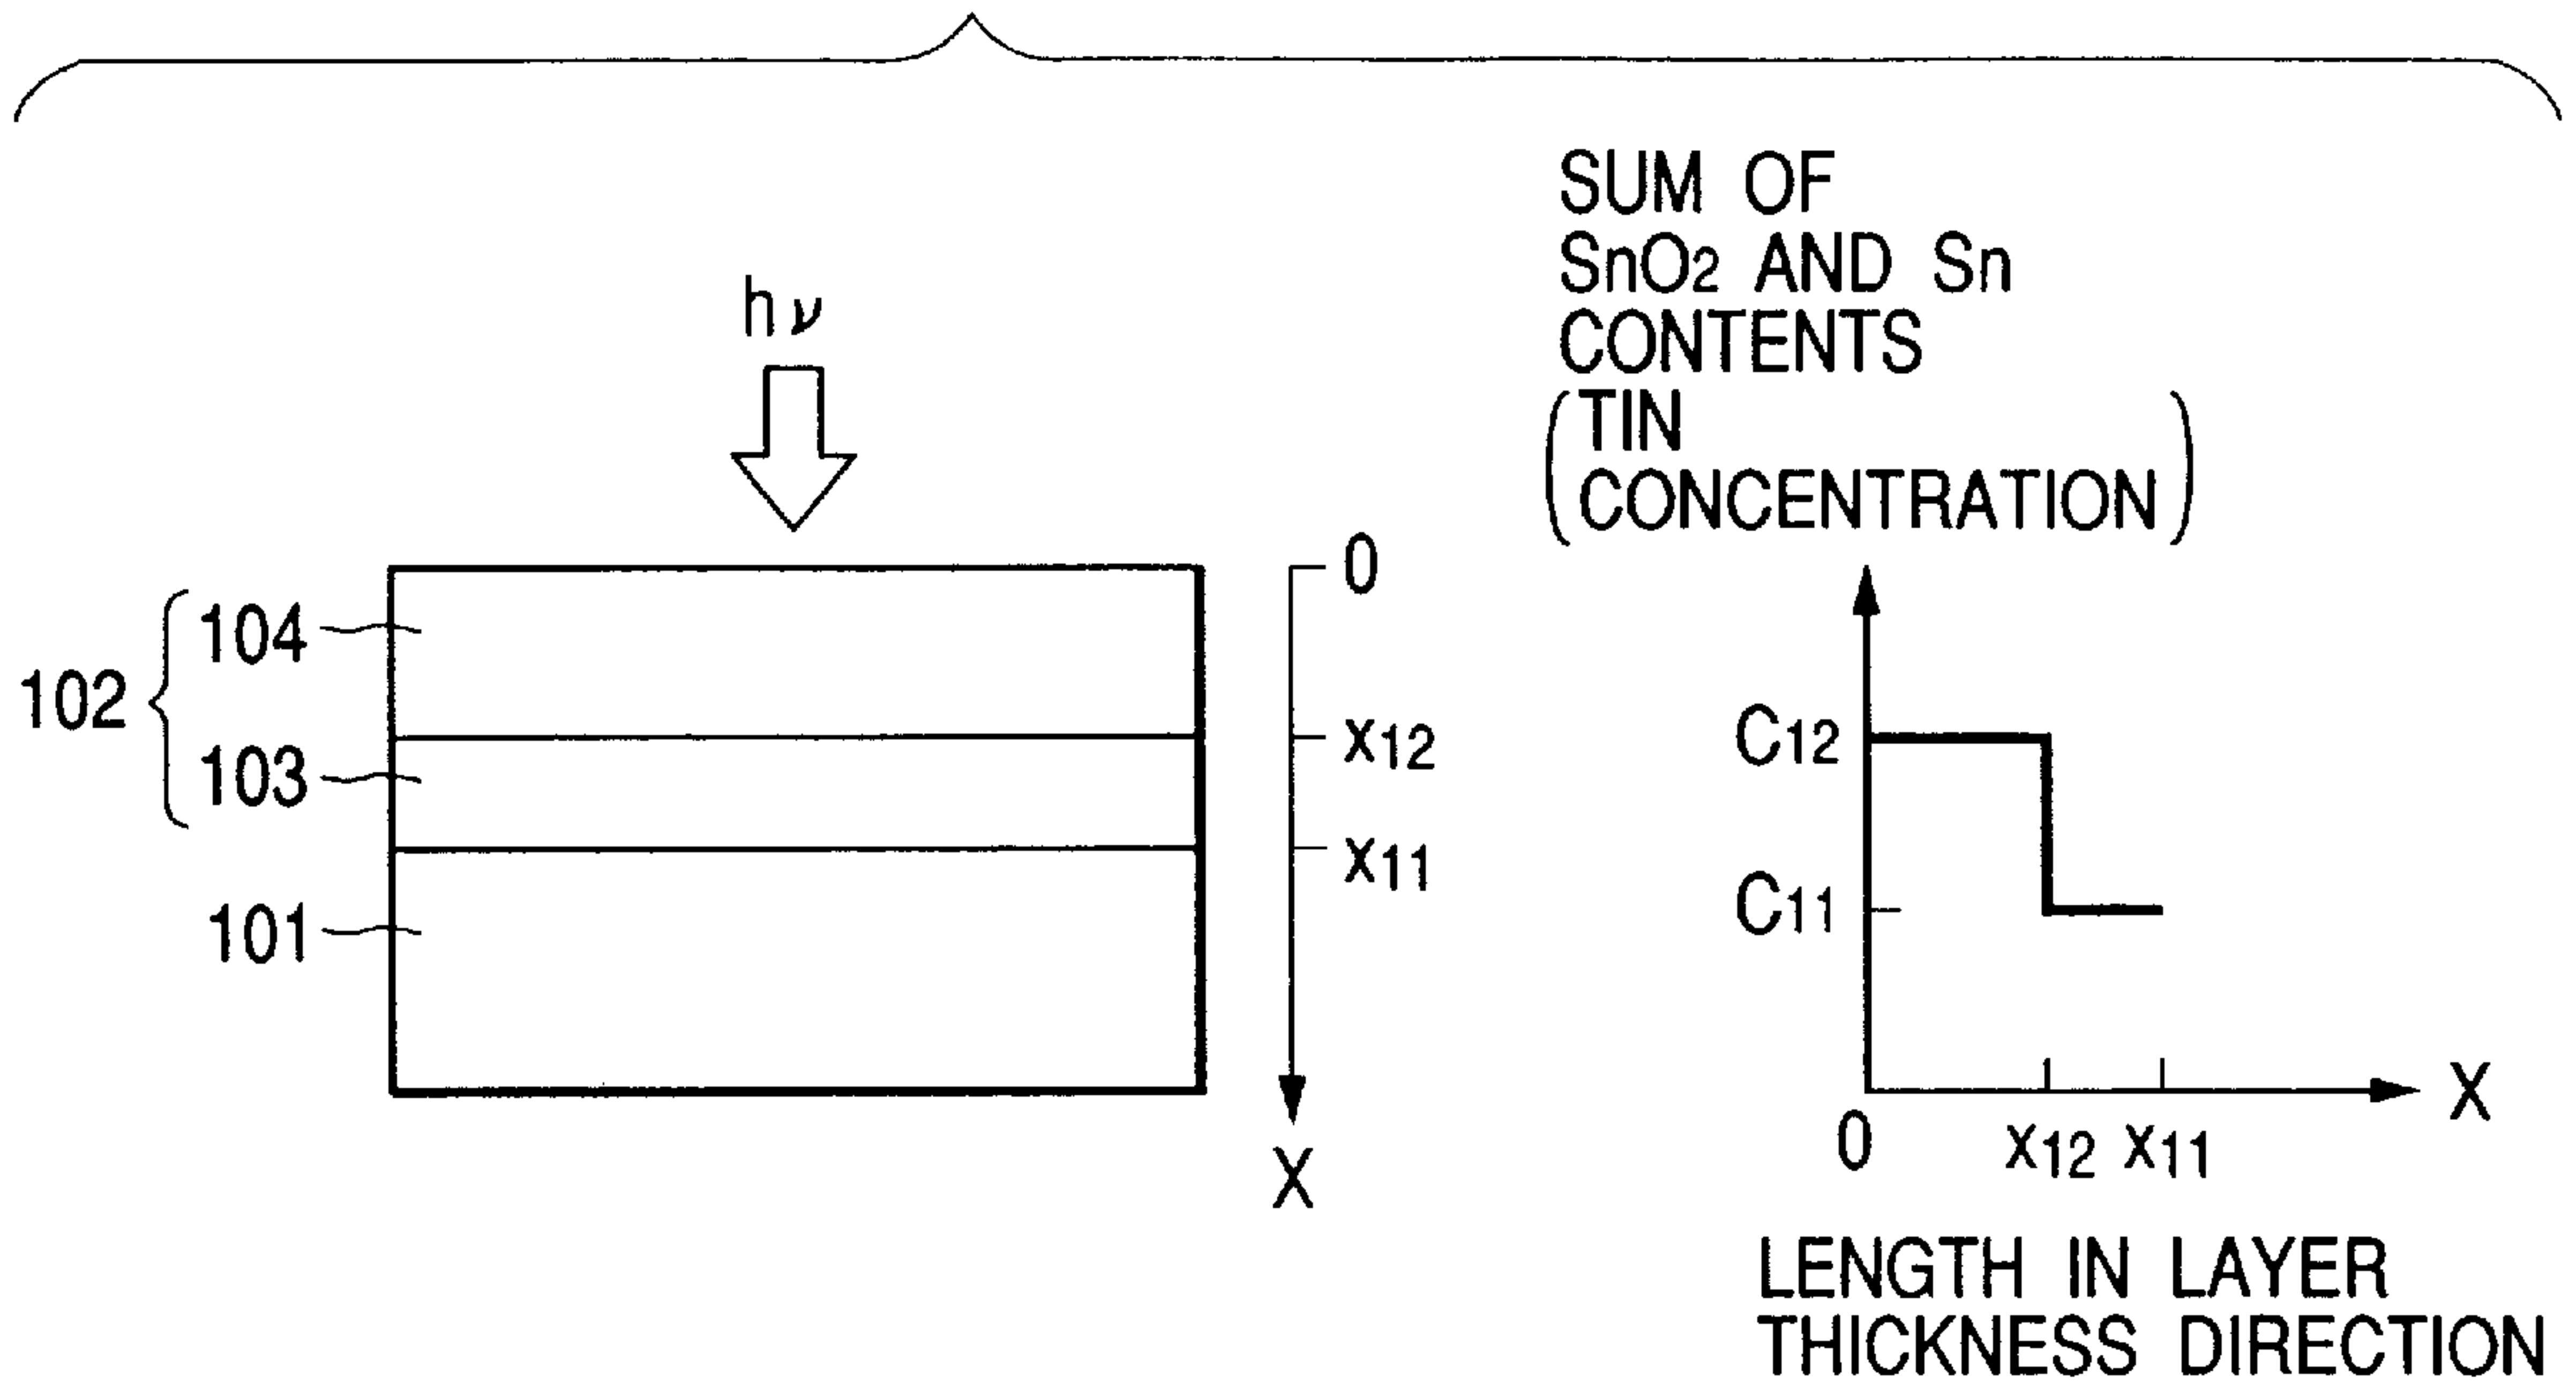 hν
104
102
103
101
0
x12
x11
X
SUM OF
SnO2 AND Sn
CONTENTS
(TIN
CONCENTRATION)
C12
C11
0
x12 x11
X
LENGTH IN LAYER
THICKNESS DIRECTION